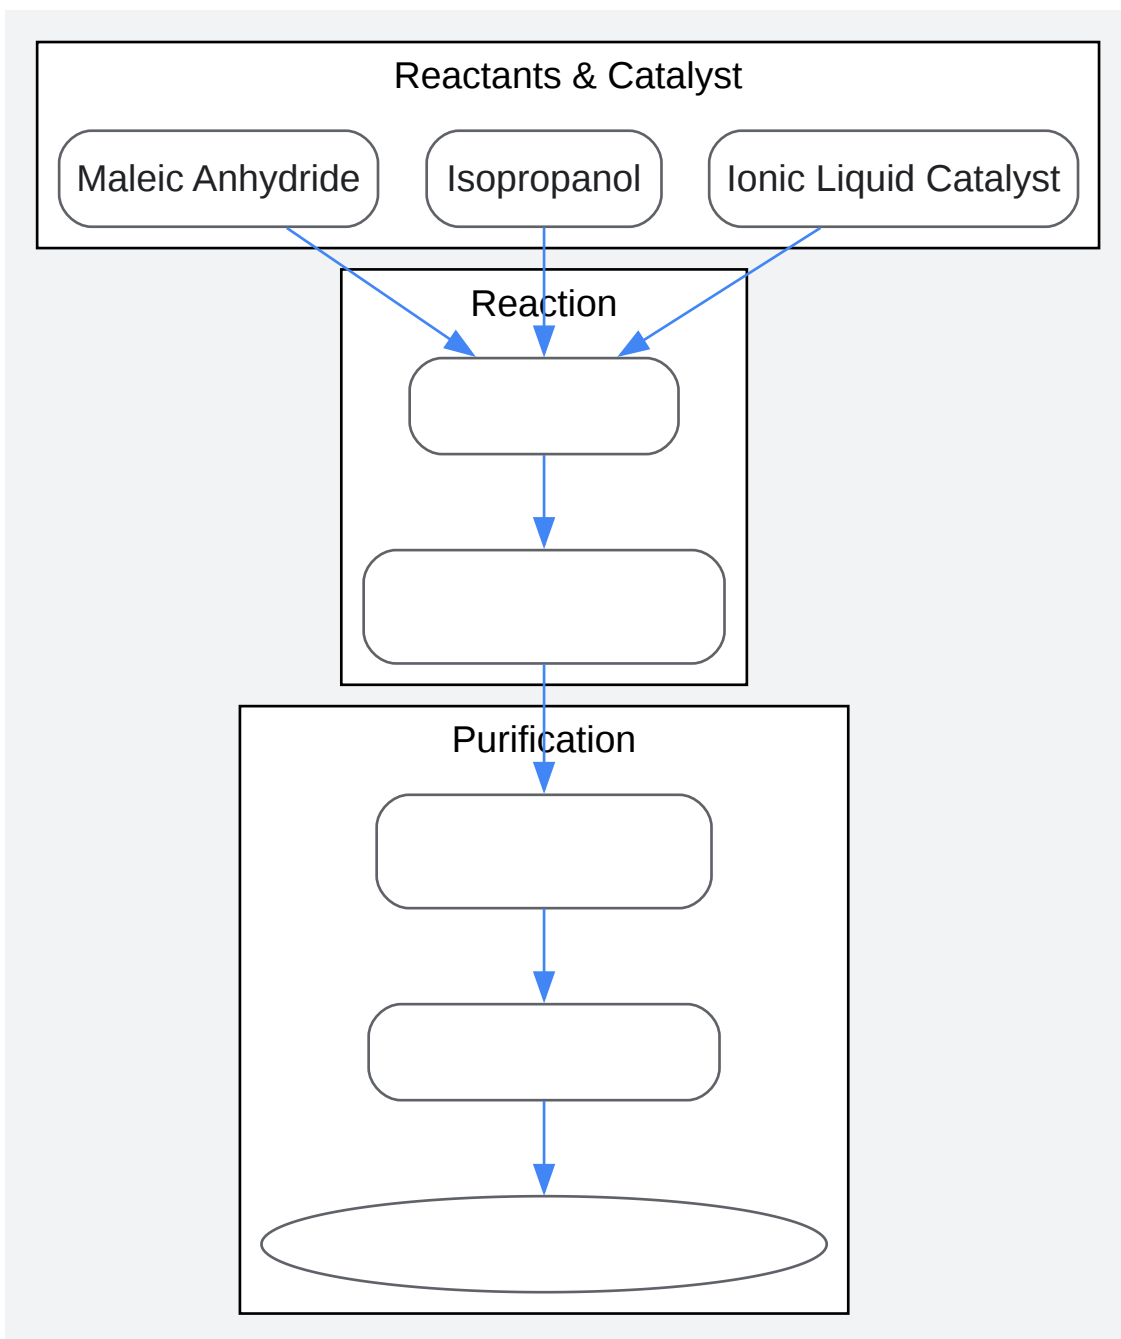 Reactants & Catalyst
Maleic Anhydride
Isopropanol
Ionic Liquid Catalyst
Reaction
Purification